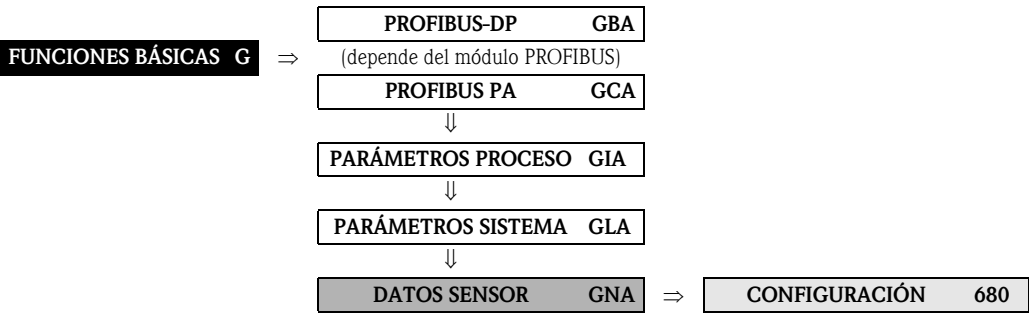 PROFIBUS-DP GBA
FUNCIONES BÁSICAS G ⇒ (depende del módulo PROFIBUS)
PROFIBUS PA GCA
⇓
PARÁMETROS PROCESO GIA
⇓
PARÁMETROS SISTEMA GLA
⇓
DATOS SENSOR GNA ⇒ CONFIGURACIÓN 680